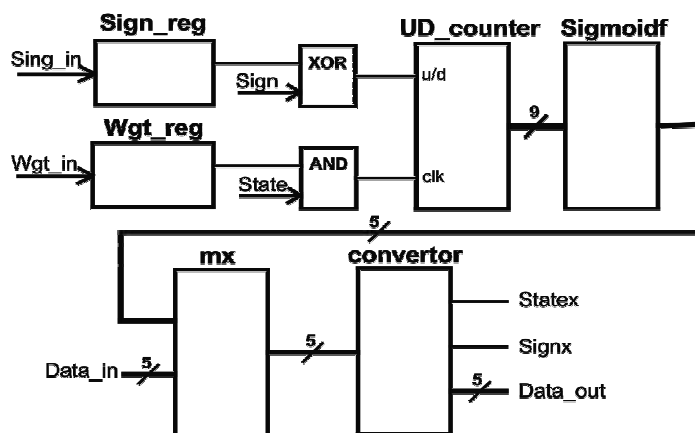 Sign_reg
UD_counter
Sigmoidf
Sing_in
XOR
u/d
Sign
9
Wgt_reg
Wgt_in
AND
State
clk
5
mx
convertor
Statex
5
Signx
Data_in
5
5
Data_out